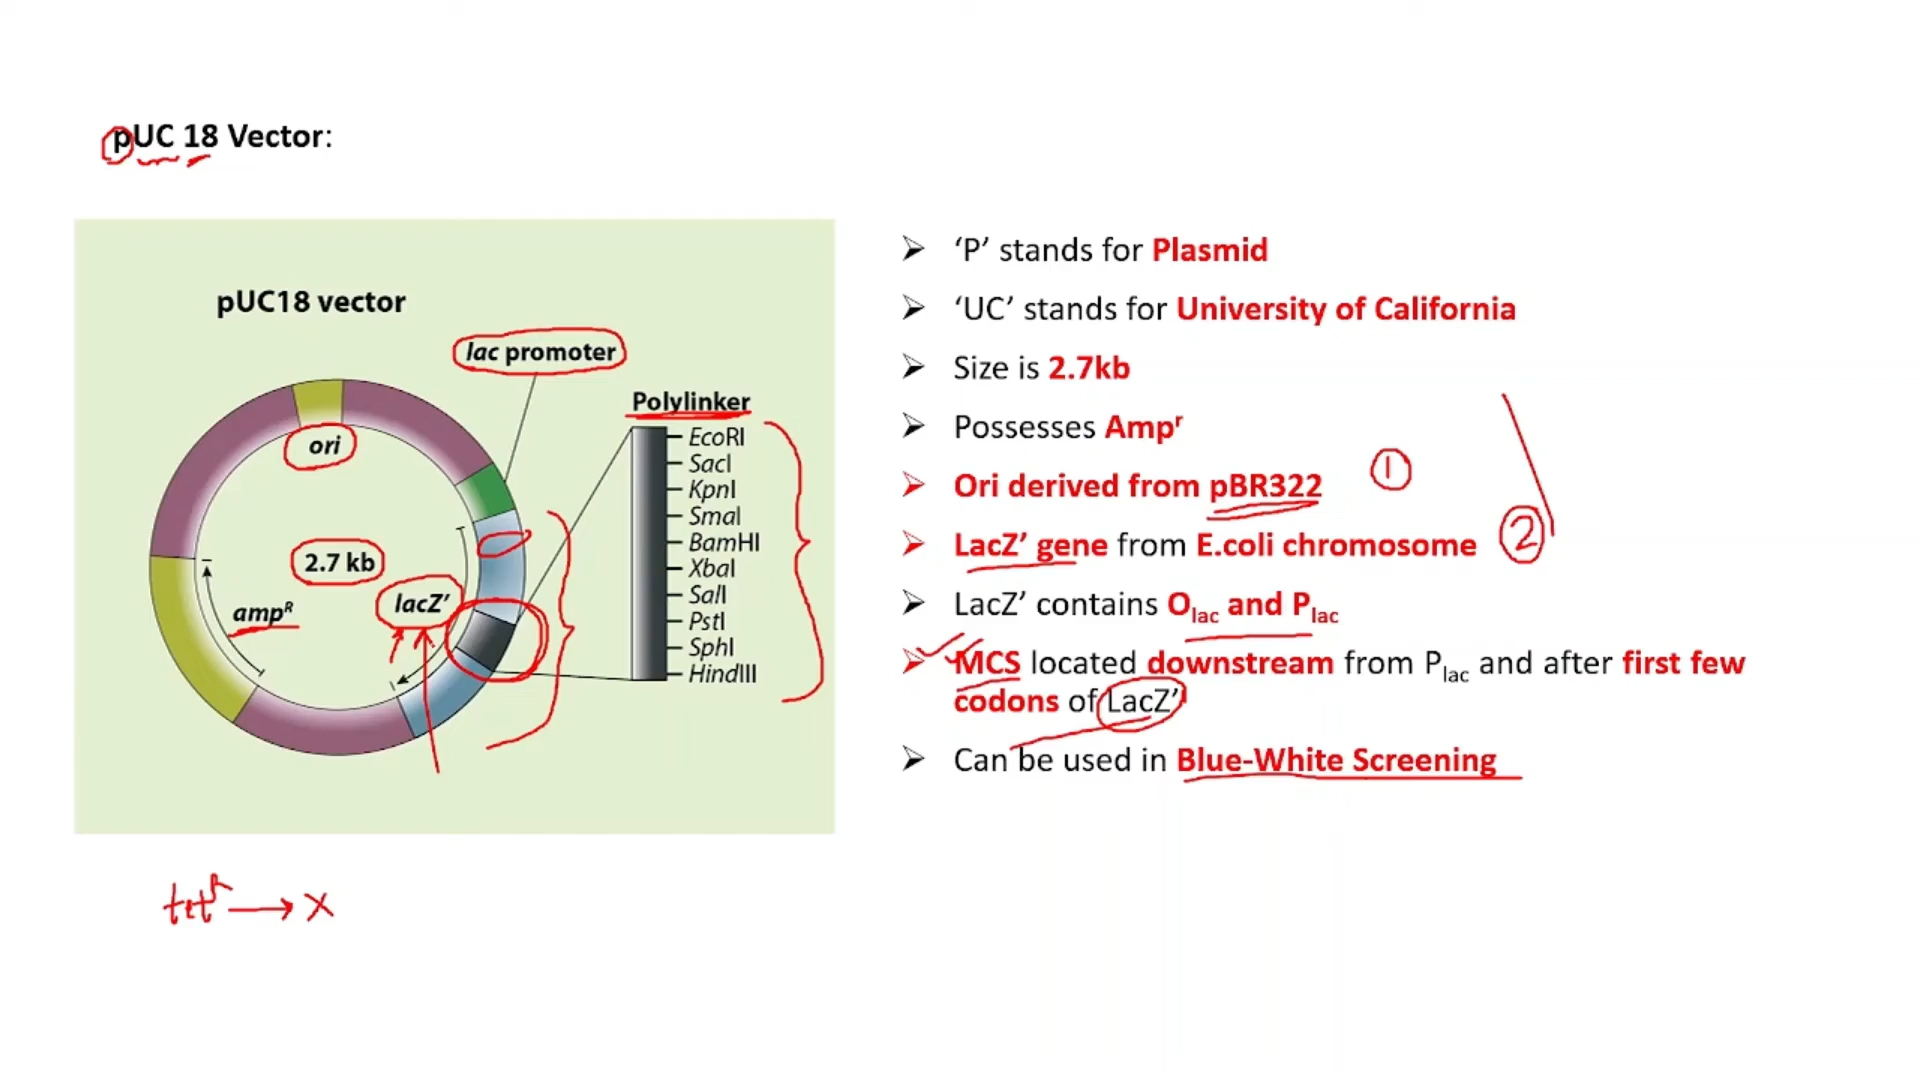 pUC 18 Vector:
pUC18 vector
lac promoter
Polylinker
EcoRI
SacI
KpnI
SmaI
BamHI
XbaI
SalI
PstI
SphI
HindIII
ori
2.7 kb
ampR
lacZ'
tetR → X
➢ ‘P’ stands for Plasmid
➢ ‘UC’ stands for University of California
➢ Size is 2.7kb
➢ Possesses Ampr
➢ Ori derived from pBR322
1
➢ LacZ’ gene from E.coli chromosome
2
➢ LacZ’ contains Olac and Plac
➢ MCS located downstream from Plac and after first few
codons of LacZ’
➢ Can be used in Blue-White Screening